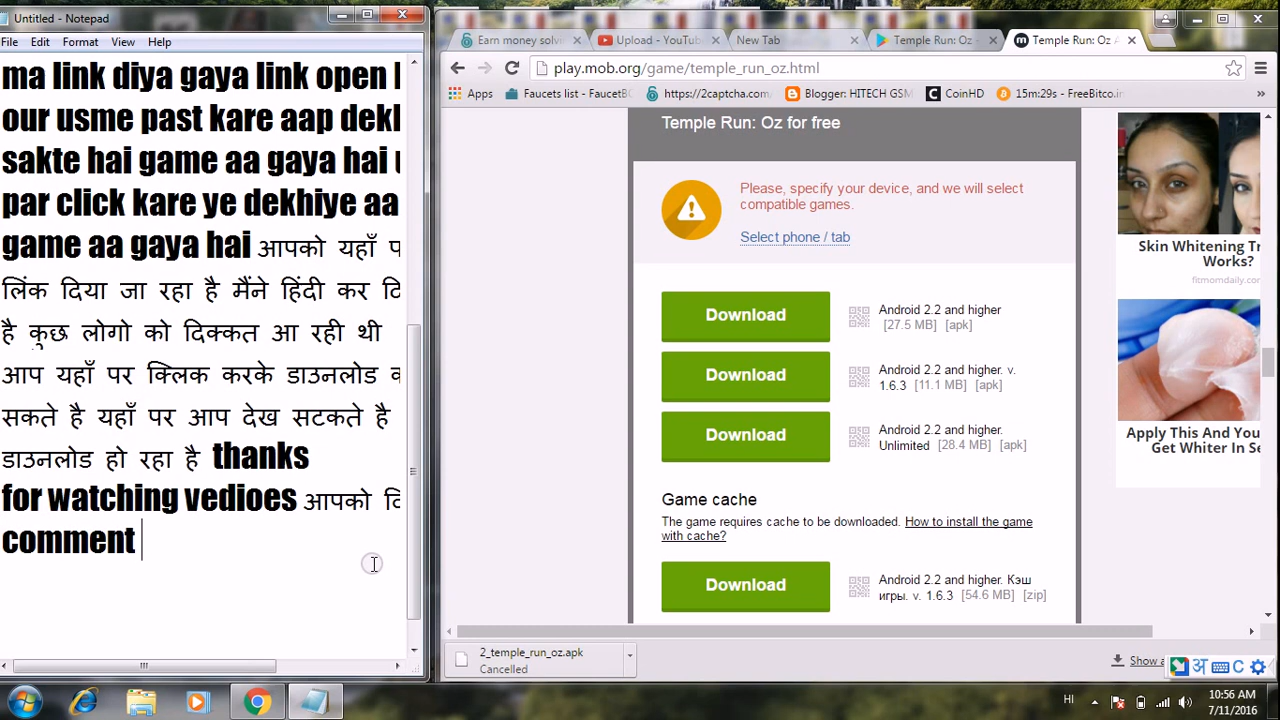 Untitled - Notepad
File Edit Format View Help
ma link diya gaya link open
our usme past kare aap dekl
sakte hai game aa gaya hai
par click kare ye dekhiye aa
game aa gaya hai आपको यहाँ
लिंक दिया जा रहा है मैंने हिंदी कर
है कुछ लोगो को दिक्कत आ रही थी
आप यहाँ पर क्लिक करके डाउनलोड
सकते है यहाँ पर आप देख सटकते है
डाउनलोड हो रहा है thanks
for watching vedioes आपको
comment
Earn money solvi
Upload - YouTub
New Tab
Temple Run: Oz
Temple Run: Oz
play.mob.org/game/temple_run_oz.html
Apps
Faucets list - FaucetB
https://2captcha.com/
Blogger: HITECH GSM
CoinHD
15m:29s - FreeBitco.in
»
Temple Run: Oz for free
Please, specify your device, and we will select
compatible games.
Select phone / tab
Download
Android 2.2 and higher
[27.5 MB] [apk]
Download
Android 2.2 and higher. v.
1.6.3 [11.1 MB] [apk]
Download
Android 2.2 and higher.
Unlimited [28.4 MB] [apk]
Game cache
The game requires cache to be downloaded. How to install the game
with cache?
Download
Android 2.2 and higher. Кэш
игры. v. 1.6.3 [54.6 MB] [zip]
Skin Whitening Tr
Works?
fitmomdaily.co
Apply This And You
Get Whiter In Se
2_temple_run_oz.apk
Cancelled
Show a
अ
HI
10:56 AM
7/11/2016